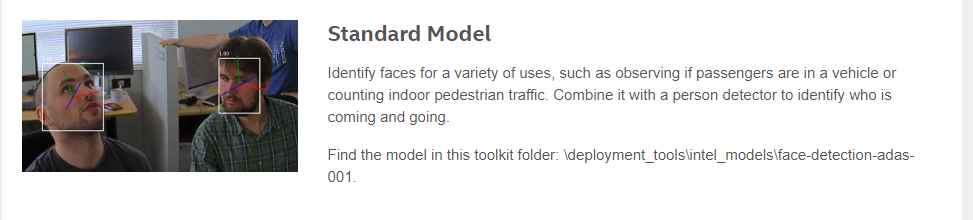 Standard Model
1.00
Identify faces for a variety of uses, such as observing if passengers are in a vehicle or
counting indoor pedestrian traffic. Combine it with a person detector to identify who is
coming and going.
Find the model in this toolkit folder: \deployment_tools\intel_models\face-detection-adas-
001.